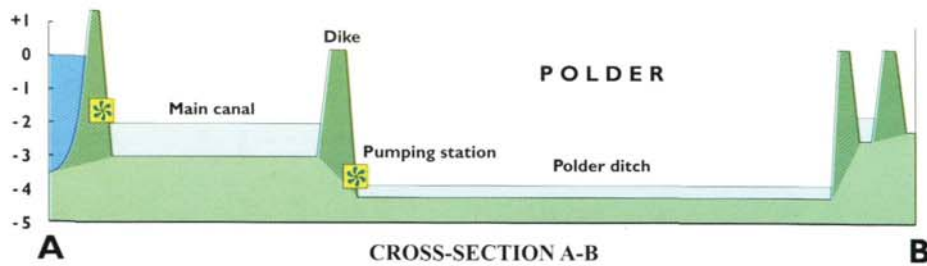 +1
0
-1
-2
-3
-4
-5
Dike
POLDER
Main canal
Pumping station
Polder ditch
A
CROSS-SECTION A-B
B